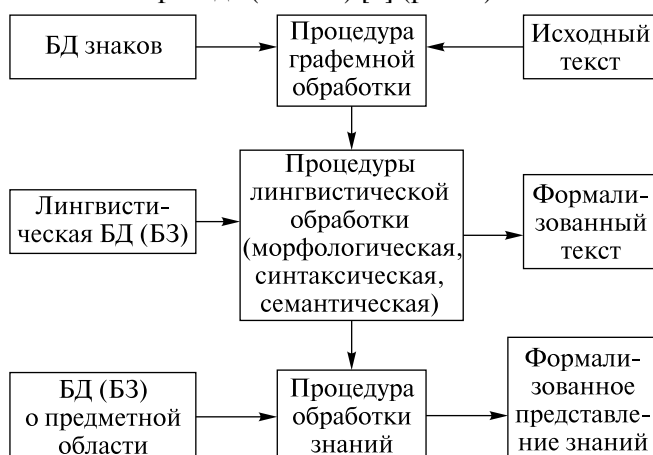 БД знаков
Процедура
графемной
обработки
Исходный
текст
Лингвисти-
ческая БД (БЗ)
Процедуры
лингвистической
обработки
(морфологическая,
синтаксическая,
семантическая)
Формали-
зованный
текст
БД (БЗ)
о предметной
области
Процедура
обработки
знаний
Формали-
зованное
представле-
ние знаний